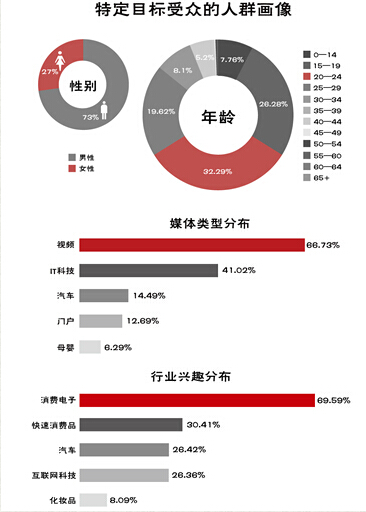 特定目标受众的人群画像
27%
性别
73%
男性
女性
5.2%
7.76%
8.1%
26.28%
19.62%
年龄
32.29%
0—14
15—19
20—24
25—29
30—34
35—39
40—44
45—49
50—54
55—60
60—64
65+
媒体类型分布
视频 66.73%
IT科技 41.02%
汽车 14.49%
门户 12.69%
母婴 6.29%
行业兴趣分布
消费电子 69.59%
快速消费品 30.41%
汽车 26.42%
互联网科技 26.36%
化妆品 8.09%